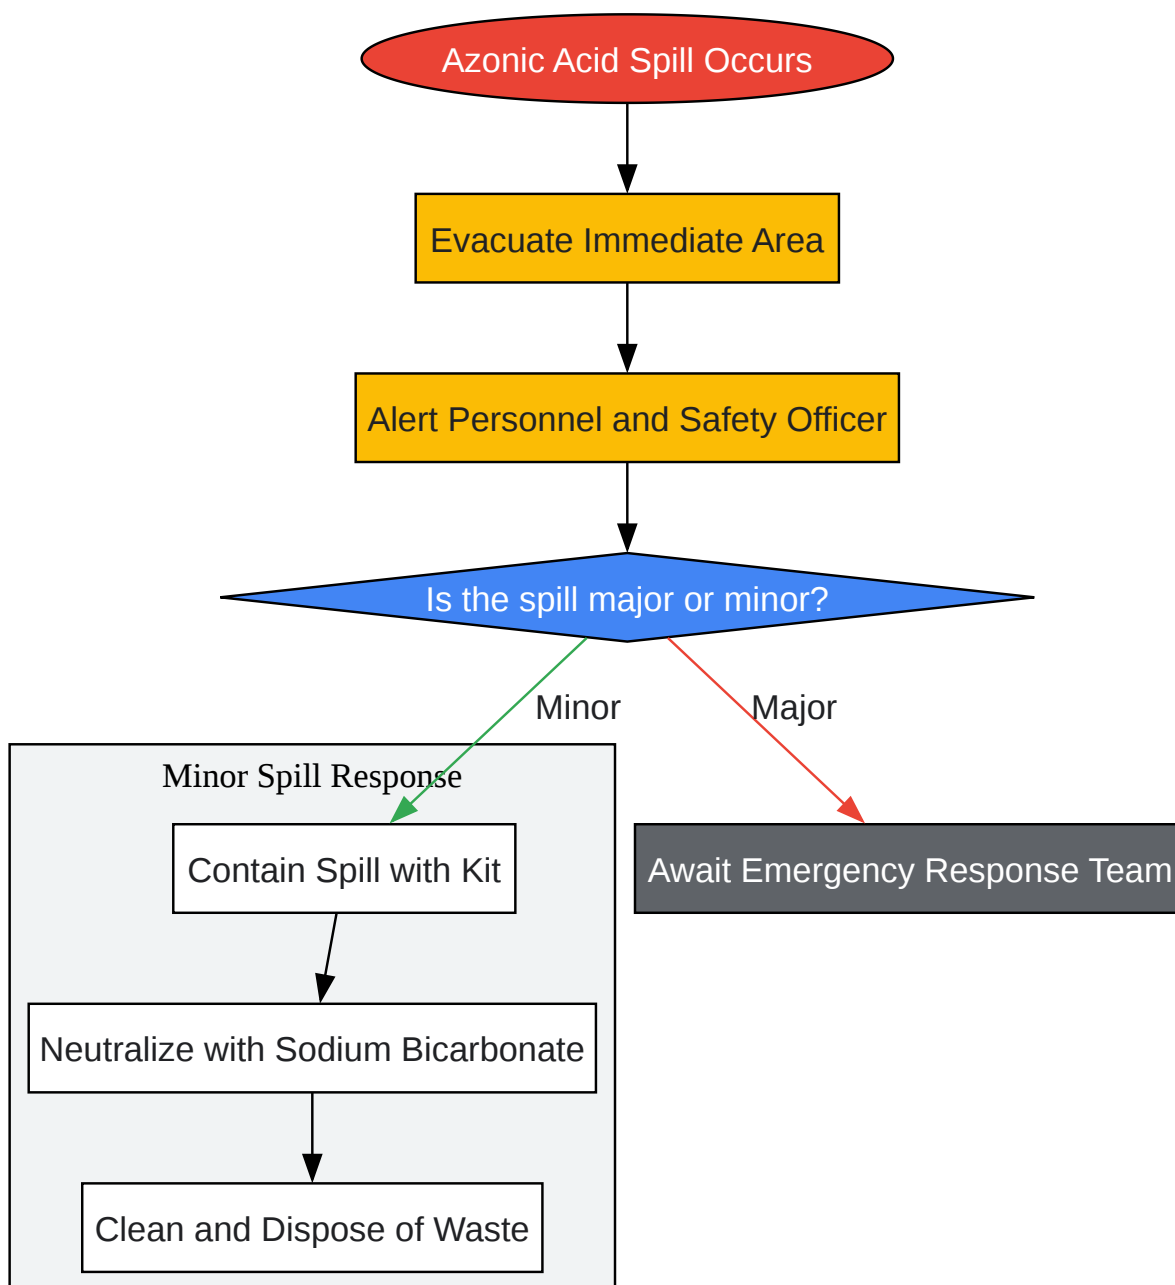 Azonic Acid Spill Occurs
Evacuate Immediate Area
Alert Personnel and Safety Officer
Is the spill major or minor?
Minor
Major
Minor Spill Response
Contain Spill with Kit
Await Emergency Response Team
Neutralize with Sodium Bicarbonate
Clean and Dispose of Waste